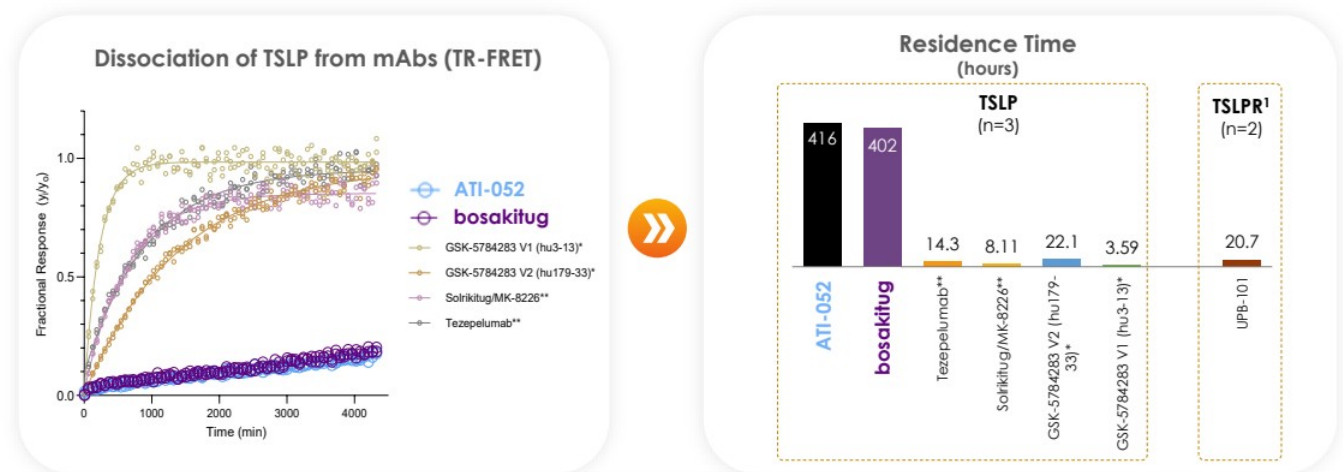 Dissociation of TSLP from mAbs (TR-FRET)
Fractional Response (y/y₀)
1.0
0.5
0.0
0
1000
2000
3000
4000
Time (min)
ATI-052
bosakitug
GSK-5784283 V1 (hu3-13)*
GSK-5784283 V2 (hu179-33)*
Solrikitug/MK-8226**
Tezepelumab**
Residence Time
(hours)
TSLP
(n=3)
TSLPR¹
(n=2)
416
402
14.3
8.11
22.1
3.59
20.7
ATI-052
bosakitug
Tezepelumab**
Solrikitug/MK-8226**
GSK-5784283 V2 (hu179-
33)*
GSK-5784283 V1 (hu3-13)*
UPB-101